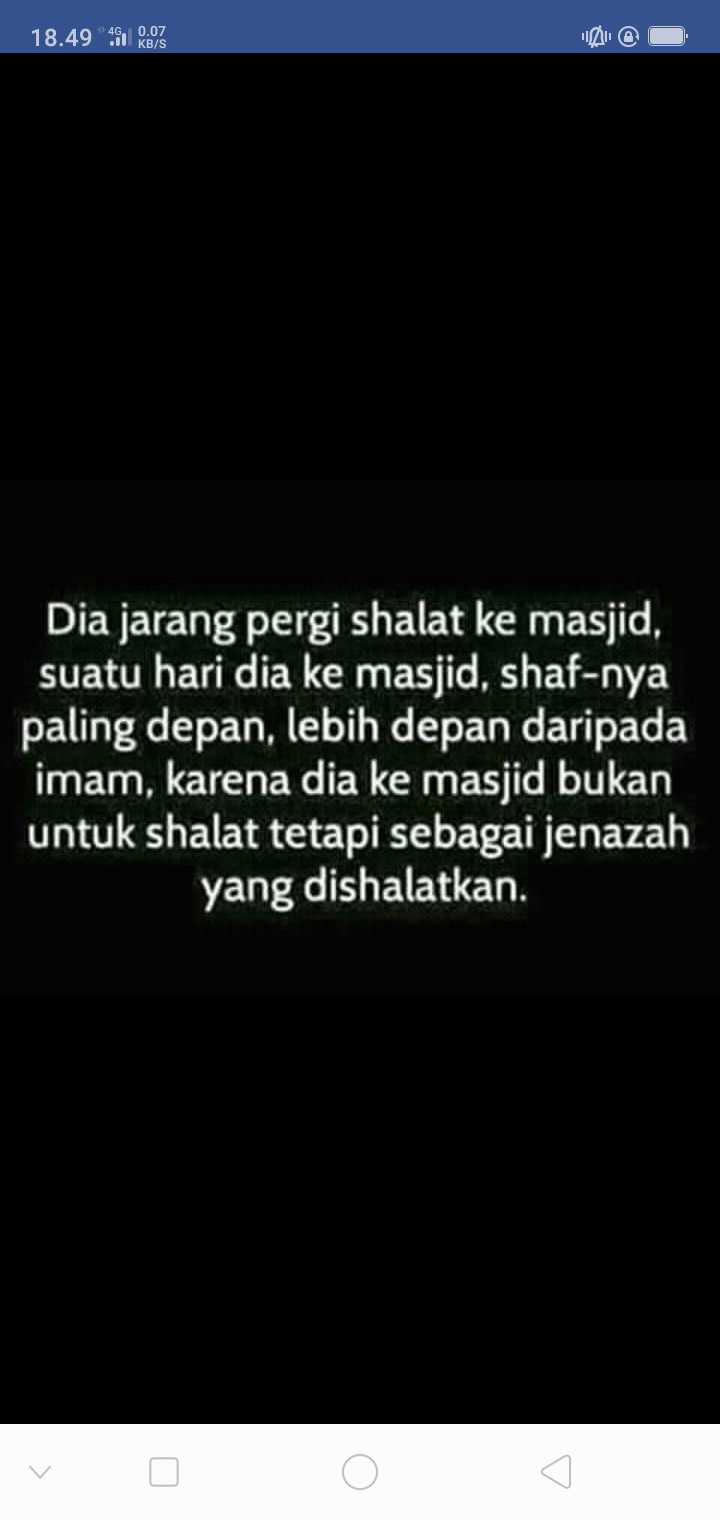 18.49 4G 0.07
KB/S
Dia jarang pergi shalat ke masjid,
suatu hari dia ke masjid, shaf-nya
paling depan, lebih depan daripada
imam, karena dia ke masjid bukan
untuk shalat tetapi sebagai jenazah
yang dishalatkan.